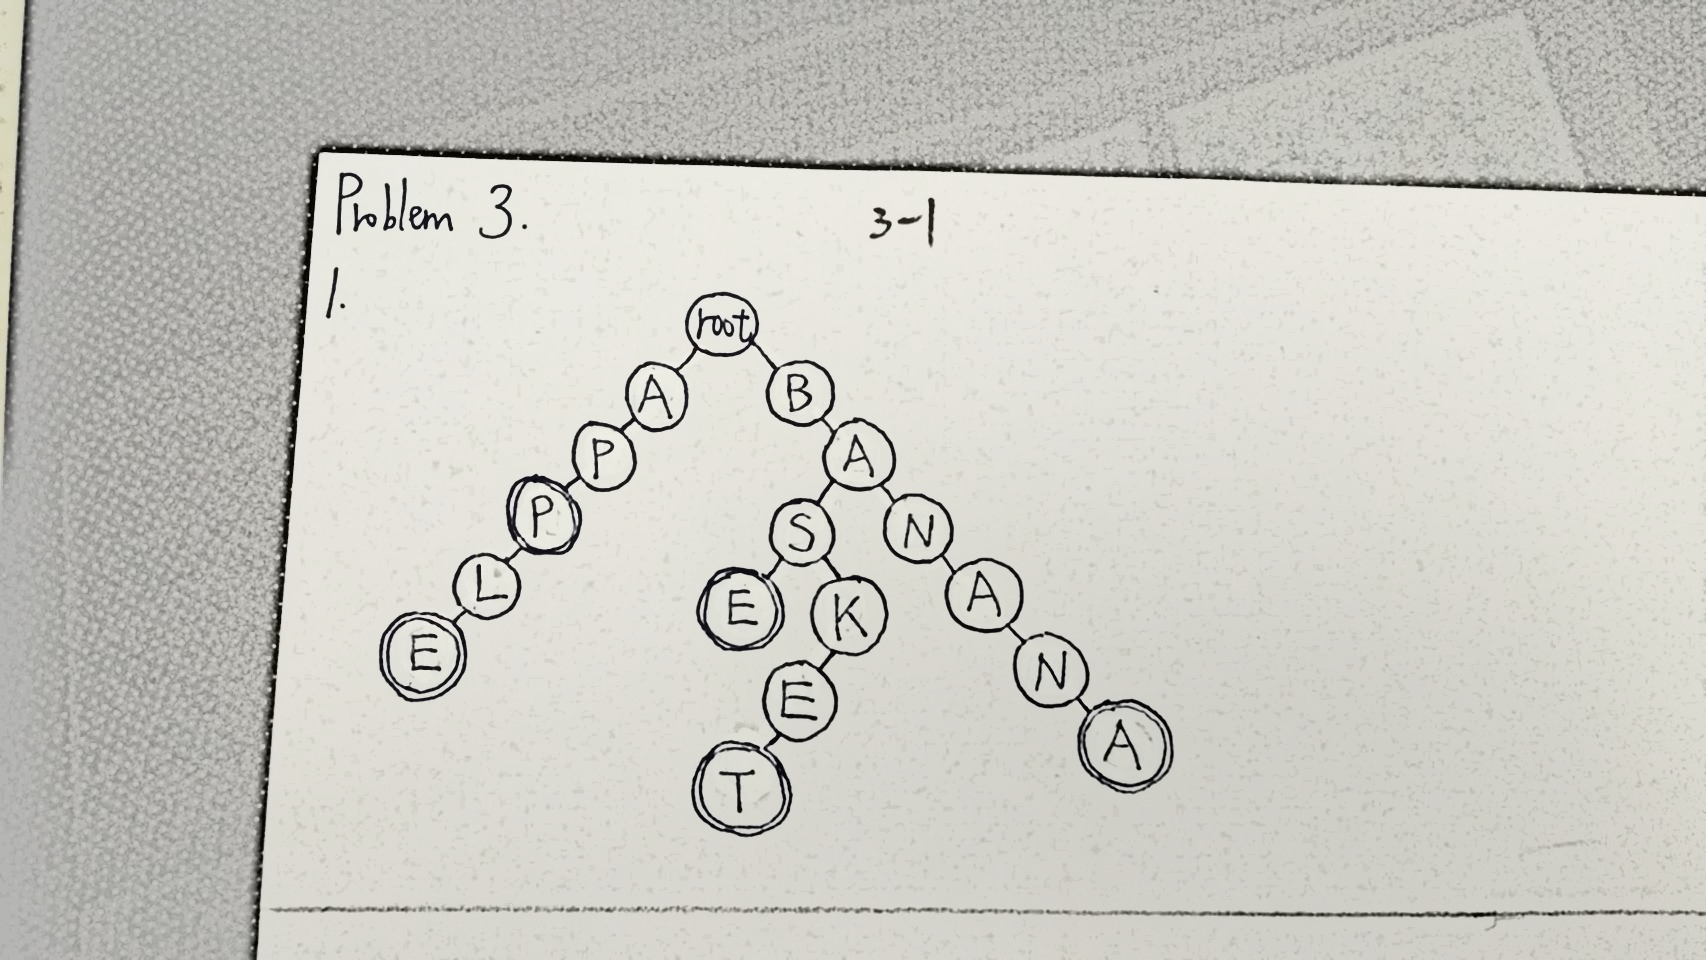 Problem 3.
3-1
1.
root
A B
P A
P S N
L E K A
E E N
T A